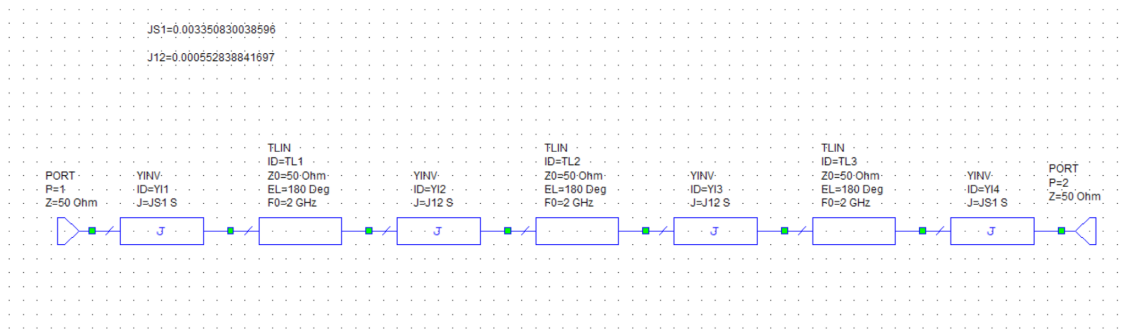 JS1=0.003350830038596
J12=0.000552838841697
PORT
P=1
Z=50 Ohm
YINV
ID=YI1
J=JS1 S
J
TLIN
ID=TL1
Z0=50 Ohm
EL=180 Deg
F0=2 GHz
YINV
ID=YI2
J=J12 S
J
TLIN
ID=TL2
Z0=50 Ohm
EL=180 Deg
F0=2 GHz
YINV
ID=YI3
J=J12 S
J
TLIN
ID=TL3
Z0=50 Ohm
EL=180 Deg
F0=2 GHz
YINV
ID=YI4
J=JS1 S
J
PORT
P=2
Z=50 Ohm